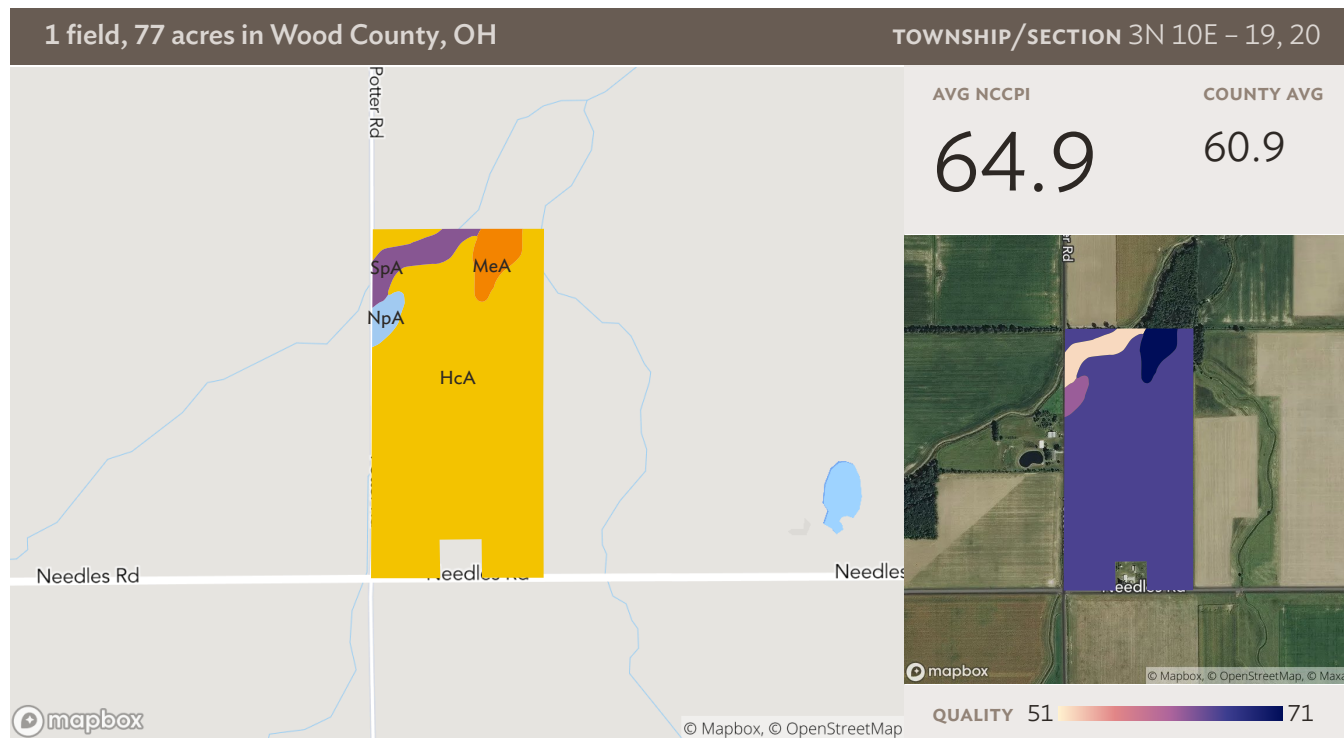 1 field, 77 acres in Wood County, OH
TOWNSHIP/SECTION 3N 10E – 19, 20
Potter Rd
SpA
MeA
NpA
HcA
Needles Rd
Needles Rd
Needles
mapbox
© Mapbox, © OpenStreetMap
AVG NCCPI
64.9
COUNTY AVG
60.9
er Rd
Needles Rd
mapbox
© Mapbox, © OpenStreetMap, © Maxa
QUALITY 51 71